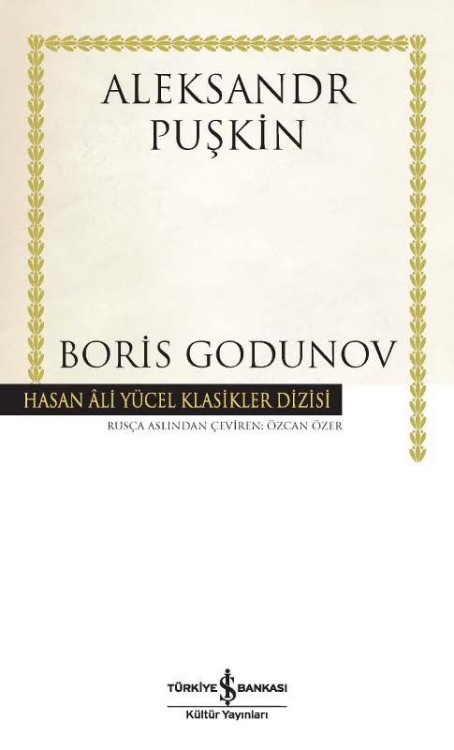 ALEKSANDR
PUŞKİN
BORİS GODUNOV
HASAN ÂLİ YÜCEL KLASİKLER DİZİSİ
RUSÇA ASLINDAN ÇEVİREN: ÖZCAN ÖZER
TÜRKİYE İŞ BANKASI
Kültür Yayınları